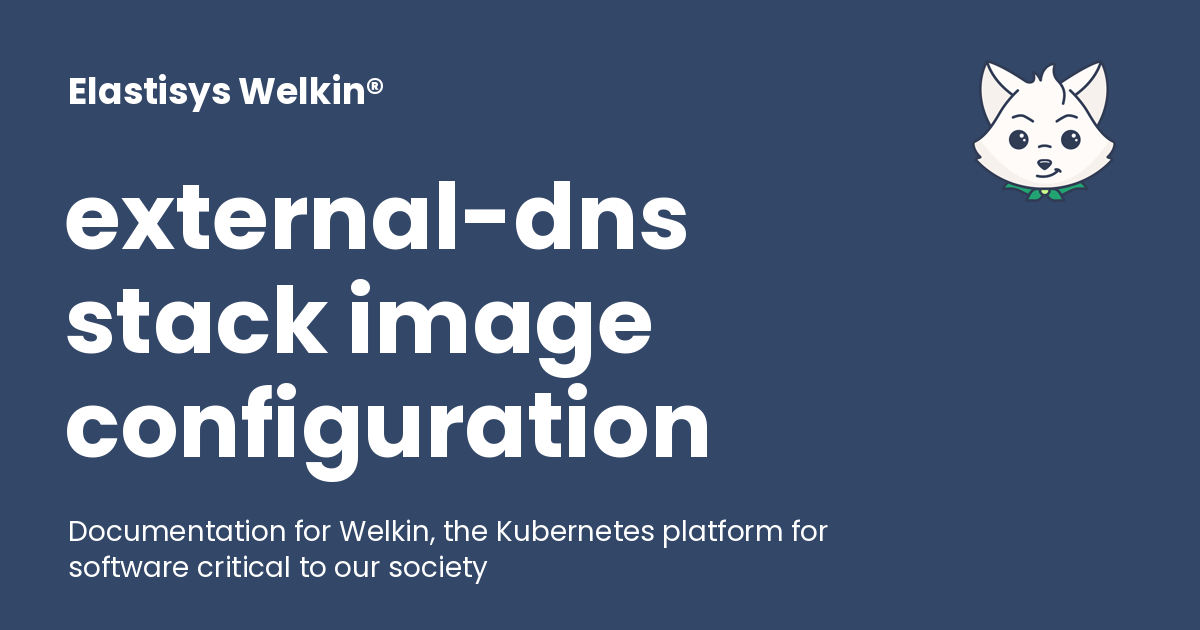 Elastisys Welkin®
external-dns
stack image
configuration
Documentation for Welkin, the Kubernetes platform for
software critical to our society